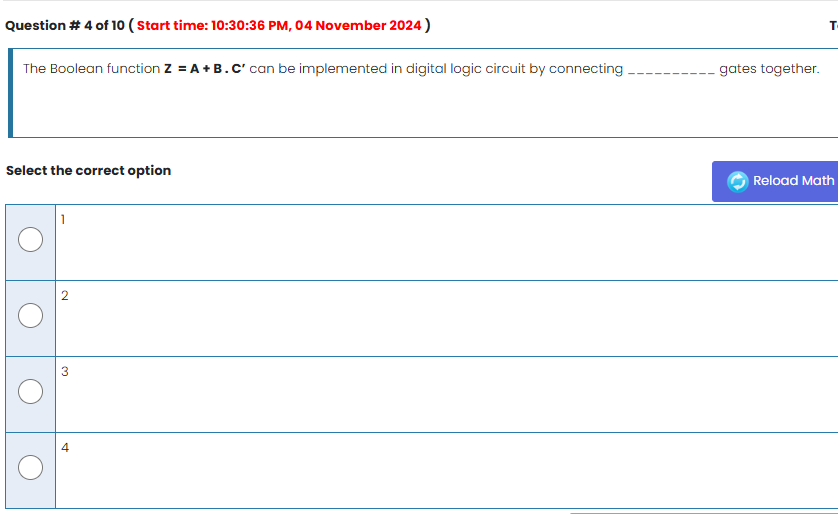 Question # 4 of 10 ( Start time: 10:30:36 PM, 04 November 2024 )
The Boolean function Z = A + B . C' can be implemented in digital logic circuit by connecting __________ gates together.
Select the correct option
Reload Math
1
2
3
4